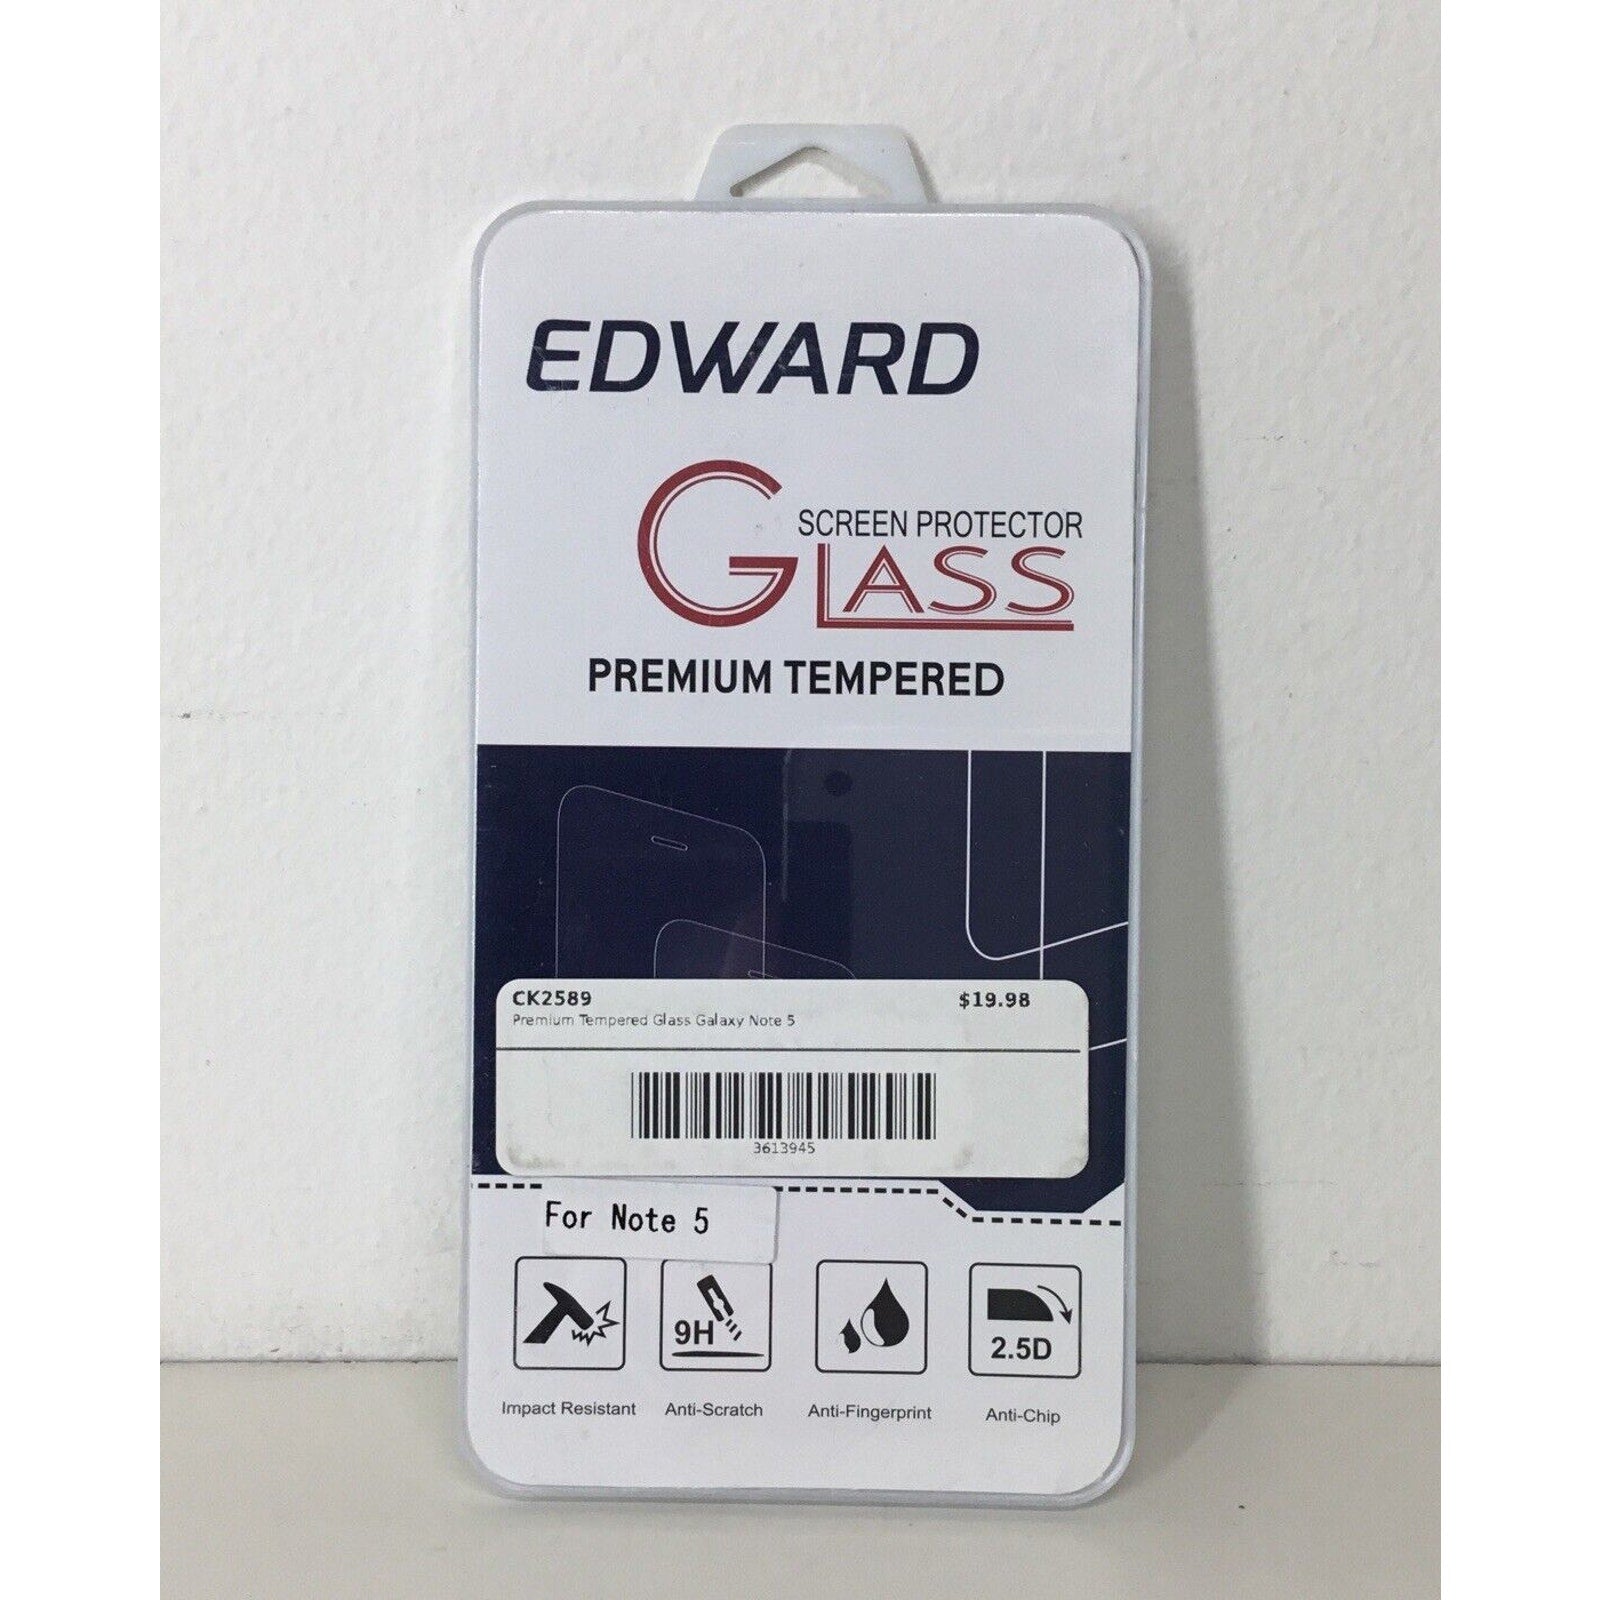 EDWARD
SCREEN PROTECTOR
GLASS
PREMIUM TEMPERED
CK2589 $19.98
Premium Tempered Glass Galaxy Note 5
3613945
For Note 5
9H 2.5D
Impact Resistant Anti-Scratch Anti-Fingerprint Anti-Chip